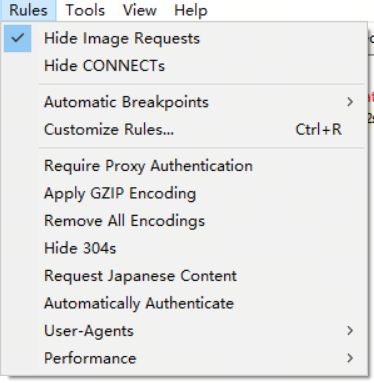 Rules Tools View Help
Hide Image Requests
Hide CONNECTs
Automatic Breakpoints
Customize Rules... Ctrl+R
Require Proxy Authentication
Apply GZIP Encoding
Remove All Encodings
Hide 304s
Request Japanese Content
Automatically Authenticate
User-Agents
Performance